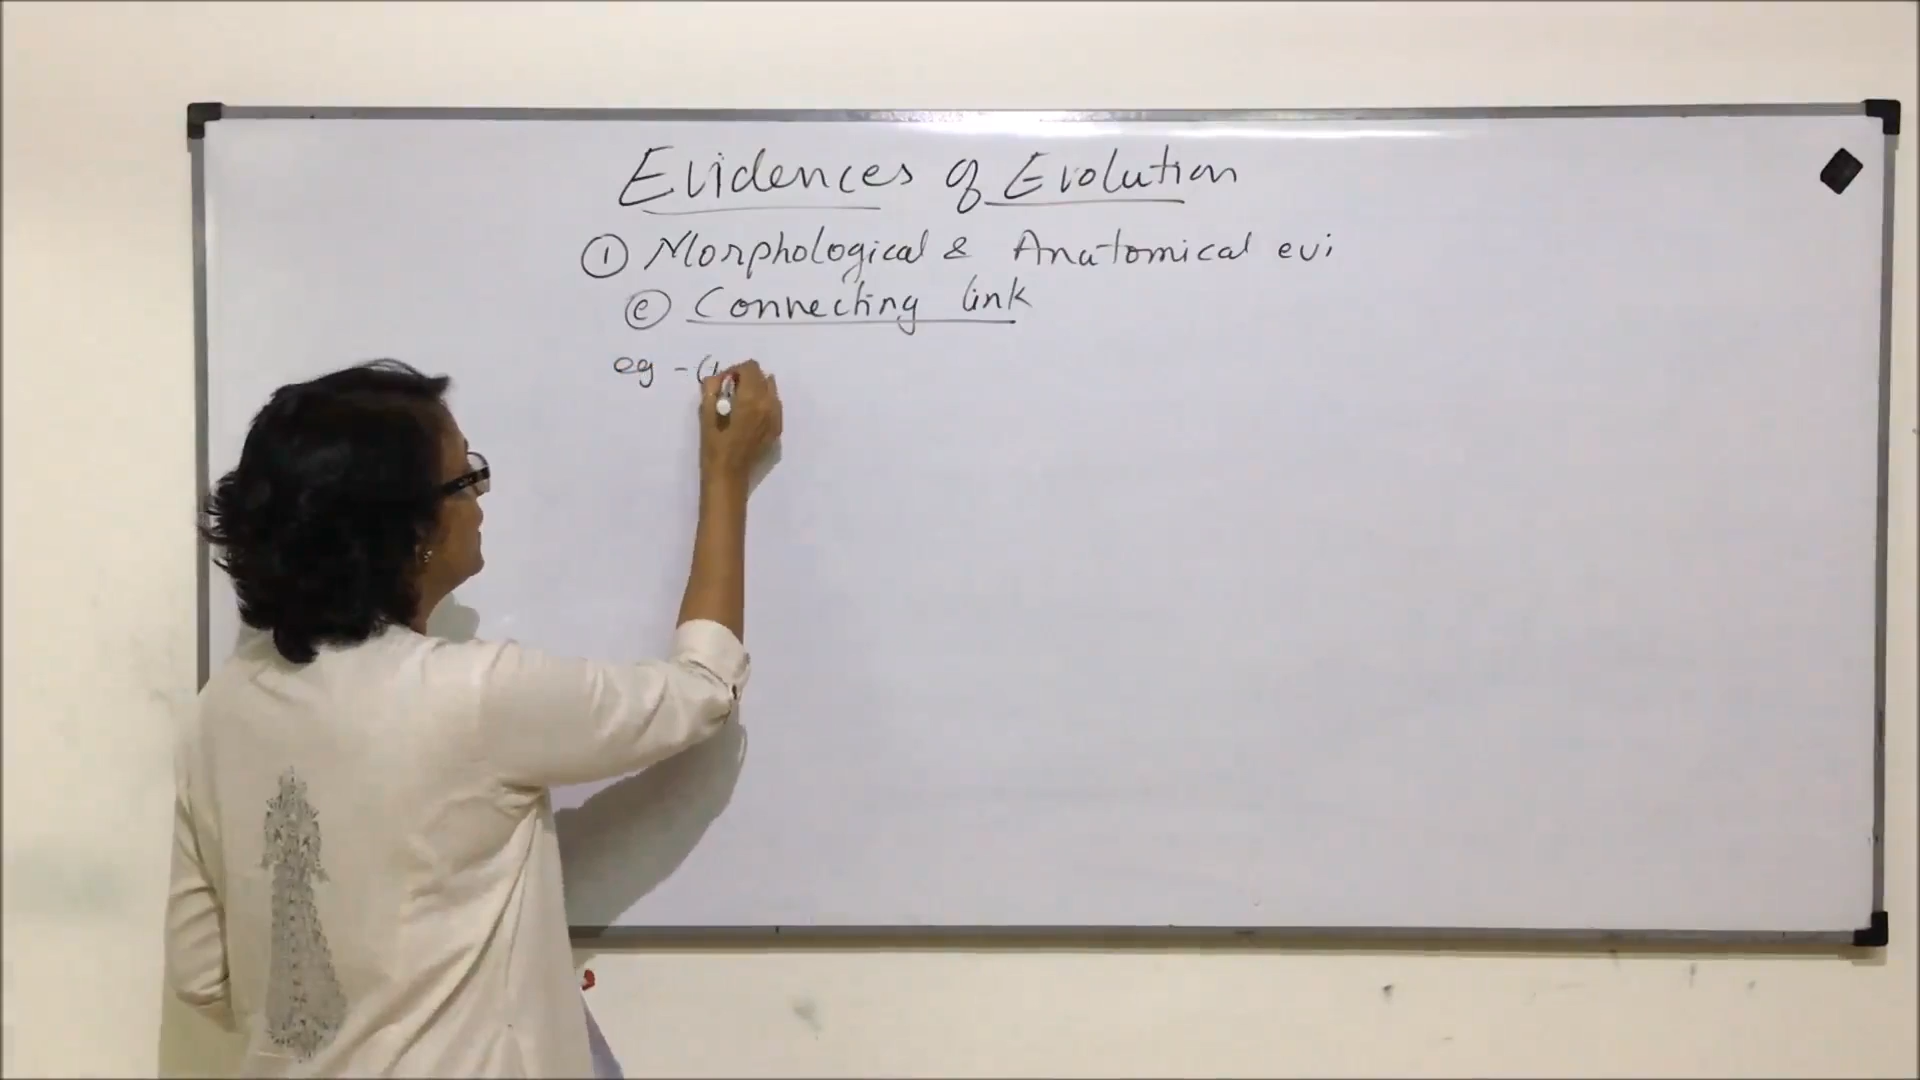 Evidences of Evolution
① Morphological & Anatomical evi
ⓔ Connecting link
eg - (